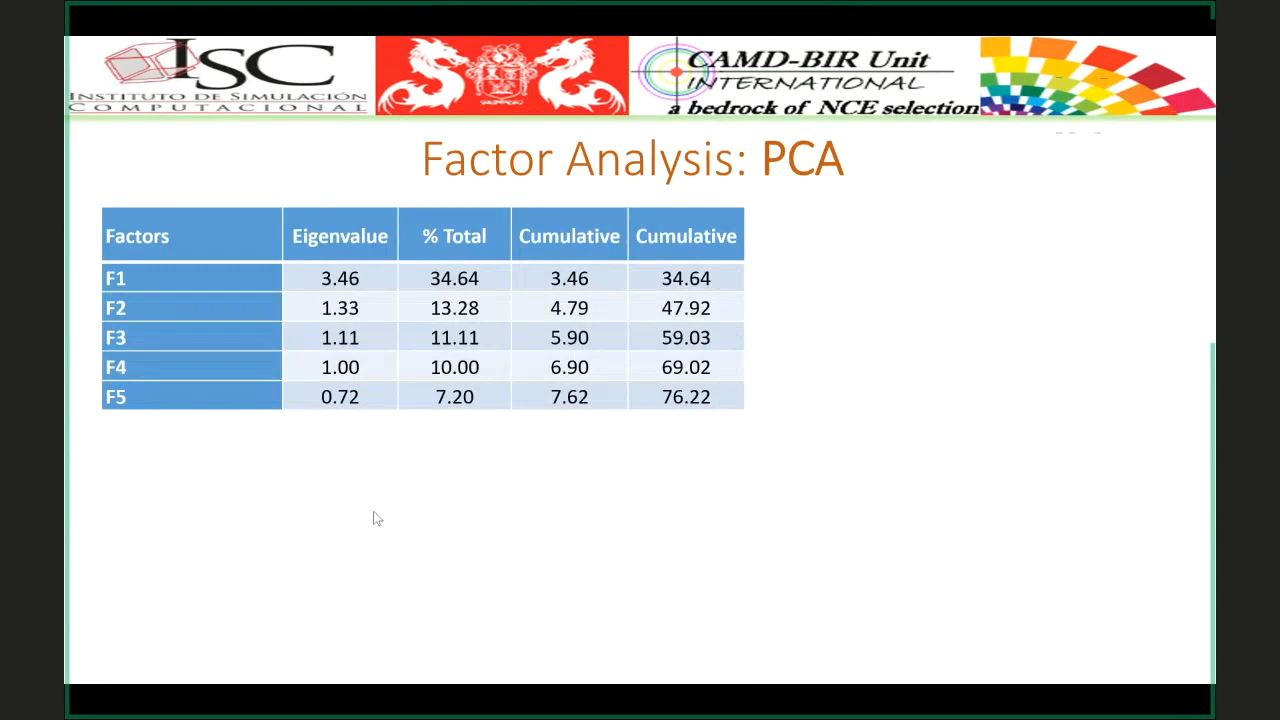 ISC
INSTITUTO DE SIMULACIÓN
COMPUTACIONAL
CAMD-BIR Unit
INTERNATIONAL
a bedrock of NCE selection
Factor Analysis: PCA
Factors Eigenvalue % Total Cumulative Cumulative
F1 3.46 34.64 3.46 34.64
F2 1.33 13.28 4.79 47.92
F3 1.11 11.11 5.90 59.03
F4 1.00 10.00 6.90 69.02
F5 0.72 7.20 7.62 76.22